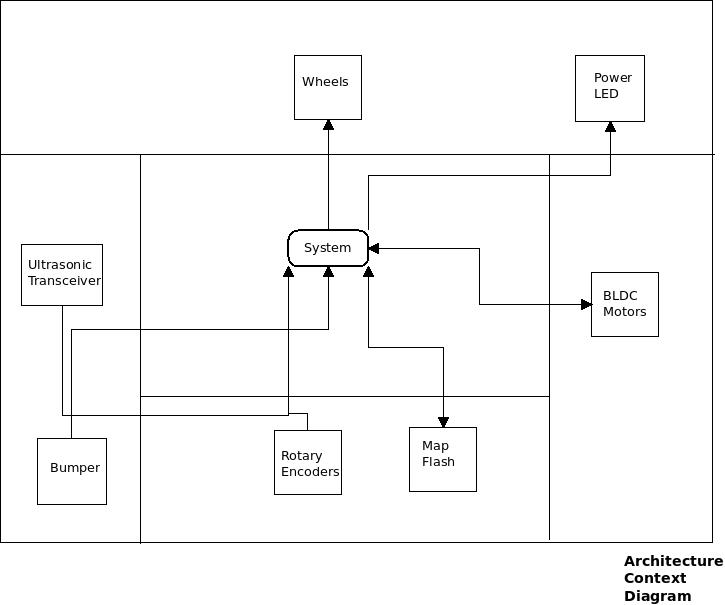 Wheels
Power
LED
System
Ultrasonic
Transceiver
BLDC
Motors
Bumper
Rotary
Encoders
Map
Flash
Architecture
Context
Diagram